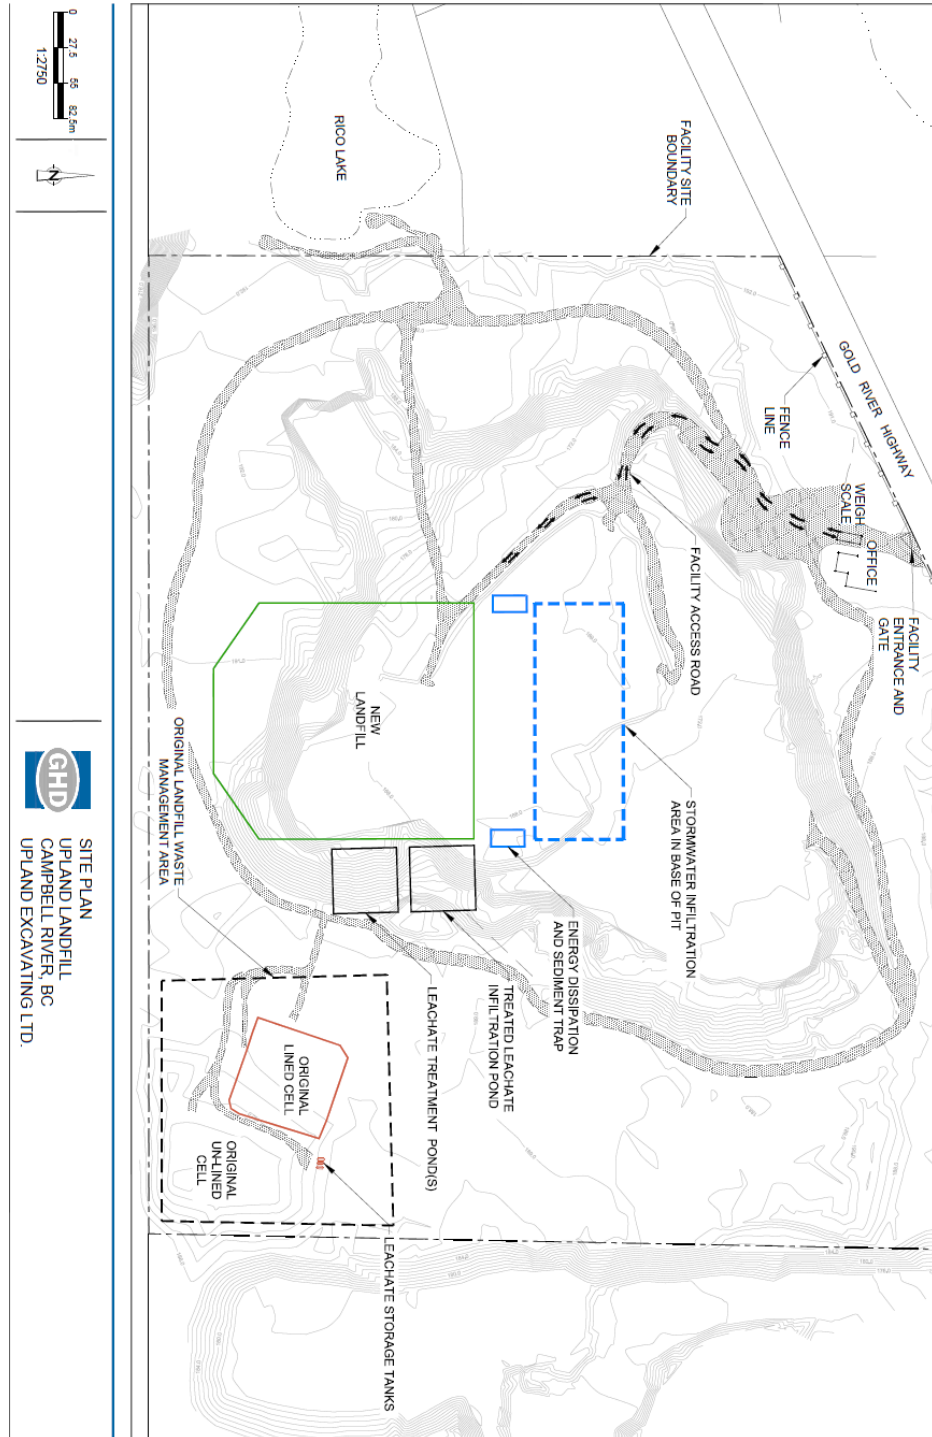 GOLD RIVER HIGHWAY
FACILITY
ENTRANCE AND
GATE
OFFICE
WEIGH
SCALE
FENCE
LINE
FACILITY SITE
BOUNDARY
FACILITY ACCESS ROAD
STORMWATER INFILTRATION
AREA IN BASE OF PIT
ENERGY DISSIPATION
AND SEDIMENT TRAP
TREATED LEACHATE
INFILTRATION POND
LEACHATE TREATMENT POND(S)
LEACHATE STORAGE TANKS
RICO LAKE
NEW
LANDFILL
ORIGINAL
LINED CELL
ORIGINAL
UN-LINED
CELL
ORIGINAL LANDFILL WASTE
MANAGEMENT AREA
0 27.5 55 82.5m
1:2750
N
GHD
SITE PLAN
UPLAND LANDFILL
CAMPBELL RIVER, BC
UPLAND EXCAVATING LTD.